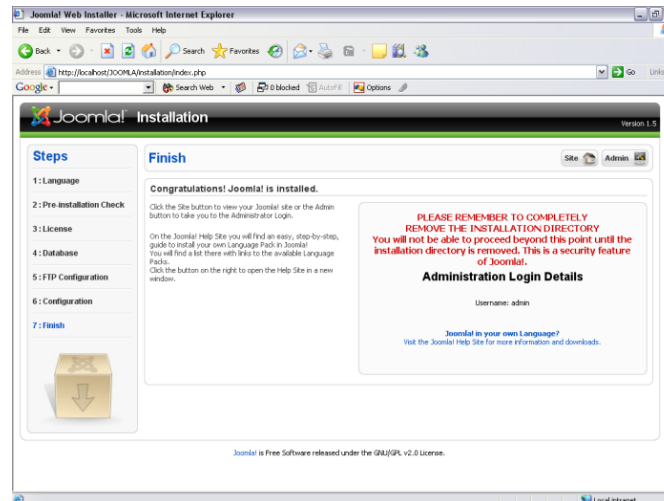 Joomla! Web Installer - Microsoft Internet Explorer
File Edit View Favorites Tools Help
Back Search Favorites
Address http://localhost/JOOMLA/installation/index.php Go Links
Google Search Web 0 blocked AutoFill Options
Joomla! Installation
Version 1.5
Steps
Finish
Site Admin
1 : Language
2 : Pre-installation Check
3 : License
4 : Database
5 : FTP Configuration
6 : Configuration
7 : Finish
Congratulations! Joomla! is installed.
Click the Site button to view your Joomla! site or the Admin
button to take you to the Administrator Login.
On the Joomla! Help Site you will find an easy, step-by-step,
guide to install your own Language Pack in Joomla!
You will find a list there with links to the available Language
Packs.
Click the button on the right to open the Help Site in a new
window.
PLEASE REMEMBER TO COMPLETELY
REMOVE THE INSTALLATION DIRECTORY
You will not be able to proceed beyond this point until the
installation directory is removed. This is a security feature
of Joomla!.
Administration Login Details
Username: admin
Joomla! in your own Language?
Visit the Joomla! Help Site for more information and downloads.
Joomla! is Free Software released under the GNU/GPL v2.0 License.
Local intranet